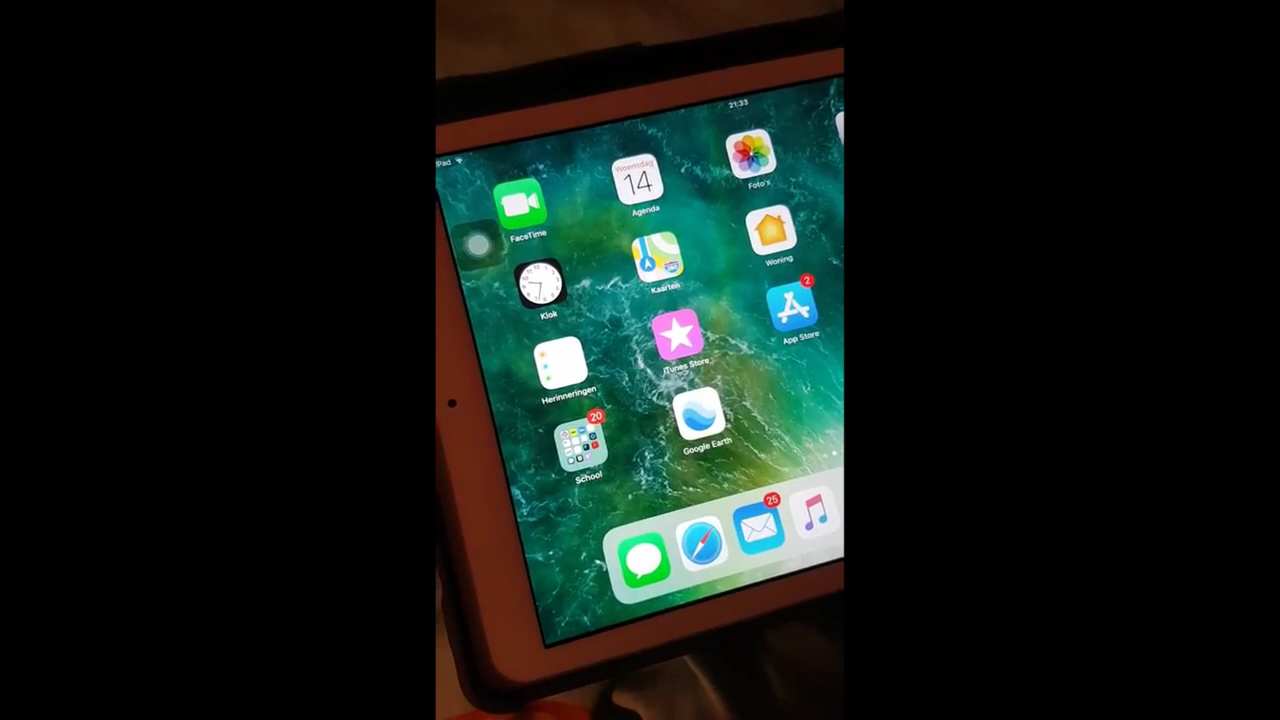 iPad
21:33
FaceTime
Woensdag
14
Agenda
Foto's
Klok
Kaarten
Woning
Herinneringen
iTunes Store
2
App Store
20
School
Google Earth
25